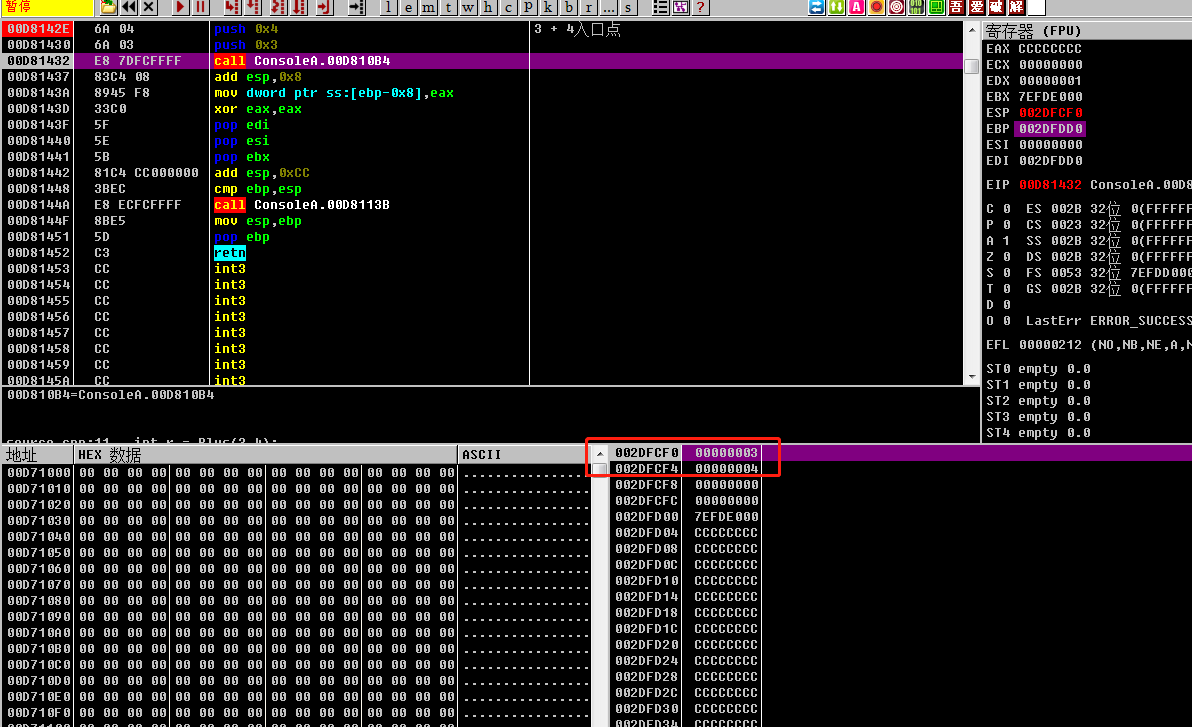 暂停
l e m t w h c p k b r ... s ?
A 吾 爱 破 解
00D8142E 6A 04 push 0x4 3 + 4入口点
00D81430 6A 03 push 0x3
00D81432 E8 7DFCFFFF call ConsoleA.00D810B4
00D81437 83C4 08 add esp,0x8
00D8143A 8945 F8 mov dword ptr ss:[ebp-0x8],eax
00D8143D 33C0 xor eax,eax
00D8143F 5F pop edi
00D81440 5E pop esi
00D81441 5B pop ebx
00D81442 81C4 CC000000 add esp,0xCC
00D81448 3BEC cmp ebp,esp
00D8144A E8 ECFCFFFF call ConsoleA.00D8113B
00D8144F 8BE5 mov esp,ebp
00D81451 5D pop ebp
00D81452 C3 retn
00D81453 CC int3
00D81454 CC int3
00D81455 CC int3
00D81456 CC int3
00D81457 CC int3
00D81458 CC int3
00D81459 CC int3
00D8145A CC int3
00D810B4=ConsoleA.00D810B4
寄存器 (FPU)
EAX CCCCCCCC
ECX 00000000
EDX 00000001
EBX 7EFDE000
ESP 002DFCF0
EBP 002DFDD0
ESI 00000000
EDI 002DFDD0
EIP 00D81432 ConsoleA.00D8
C 0 ES 002B 32位 0(FFFFFF
P 0 CS 0023 32位 0(FFFFFF
A 1 SS 002B 32位 0(FFFFFF
Z 0 DS 002B 32位 0(FFFFFF
S 0 FS 0053 32位 7EFDD000
T 0 GS 002B 32位 0(FFFFFF
D 0
O 0 LastErr ERROR_SUCCESS
EFL 00000212 (NO,NB,NE,A,N
ST0 empty 0.0
ST1 empty 0.0
ST2 empty 0.0
ST3 empty 0.0
ST4 empty 0.0
地址 HEX 数据 ASCII
00D71000 00 00 00 00 00 00 00 00 00 00 00 00 00 00 00 00 ................
00D71010 00 00 00 00 00 00 00 00 00 00 00 00 00 00 00 00 ................
00D71020 00 00 00 00 00 00 00 00 00 00 00 00 00 00 00 00 ................
00D71030 00 00 00 00 00 00 00 00 00 00 00 00 00 00 00 00 ................
00D71040 00 00 00 00 00 00 00 00 00 00 00 00 00 00 00 00 ................
00D71050 00 00 00 00 00 00 00 00 00 00 00 00 00 00 00 00 ................
00D71060 00 00 00 00 00 00 00 00 00 00 00 00 00 00 00 00 ................
00D71070 00 00 00 00 00 00 00 00 00 00 00 00 00 00 00 00 ................
00D71080 00 00 00 00 00 00 00 00 00 00 00 00 00 00 00 00 ................
00D71090 00 00 00 00 00 00 00 00 00 00 00 00 00 00 00 00 ................
00D710A0 00 00 00 00 00 00 00 00 00 00 00 00 00 00 00 00 ................
00D710B0 00 00 00 00 00 00 00 00 00 00 00 00 00 00 00 00 ................
00D710C0 00 00 00 00 00 00 00 00 00 00 00 00 00 00 00 00 ................
00D710D0 00 00 00 00 00 00 00 00 00 00 00 00 00 00 00 00 ................
00D710E0 00 00 00 00 00 00 00 00 00 00 00 00 00 00 00 00 ................
00D710F0 00 00 00 00 00 00 00 00 00 00 00 00 00 00 00 00 ................
002DFCF0 00000003
002DFCF4 00000004
002DFCF8 00000000
002DFCFC 00000000
002DFD00 7EFDE000
002DFD04 CCCCCCCC
002DFD08 CCCCCCCC
002DFD0C CCCCCCCC
002DFD10 CCCCCCCC
002DFD14 CCCCCCCC
002DFD18 CCCCCCCC
002DFD1C CCCCCCCC
002DFD20 CCCCCCCC
002DFD24 CCCCCCCC
002DFD28 CCCCCCCC
002DFD2C CCCCCCCC
002DFD30 CCCCCCCC
002DFD34 CCCCCCCC